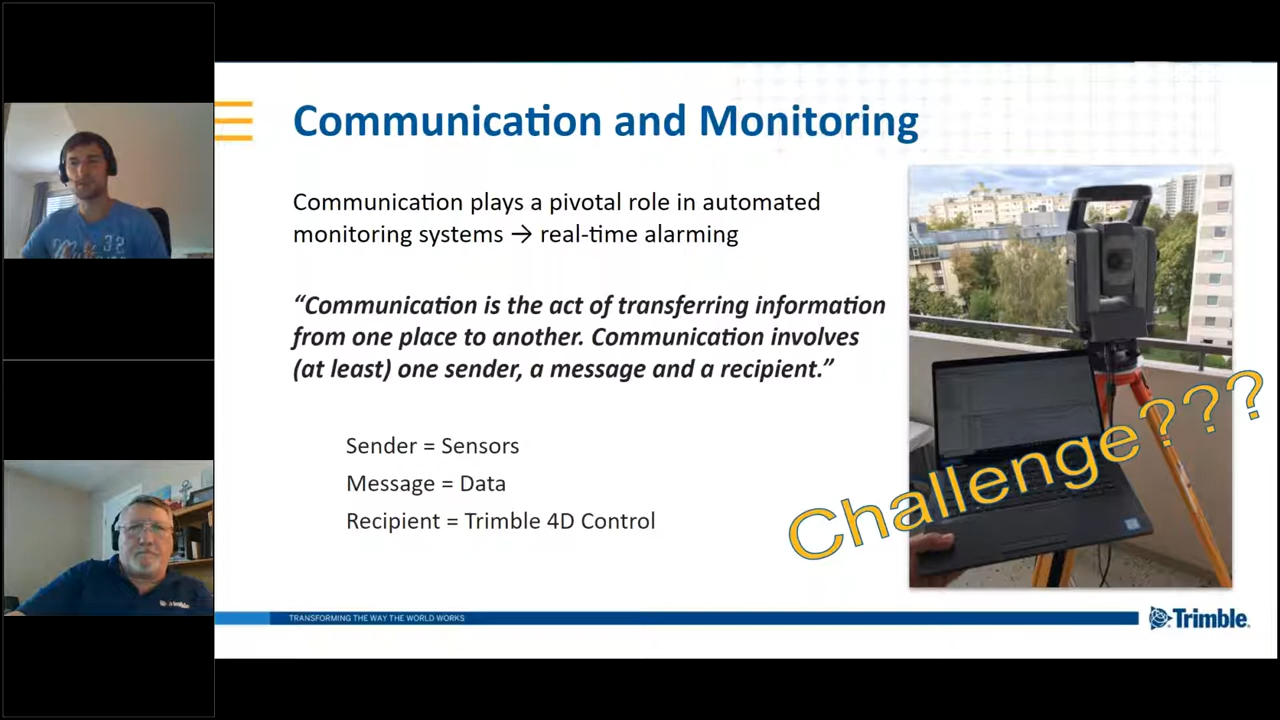 Communication and Monitoring
Communication plays a pivotal role in automated
monitoring systems → real-time alarming
“Communication is the act of transferring information
from one place to another. Communication involves
(at least) one sender, a message and a recipient.”
Sender = Sensors
Message = Data
Recipient = Trimble 4D Control
Challenge???
TRANSFORMING THE WAY THE WORLD WORKS
Trimble
32
Trimble